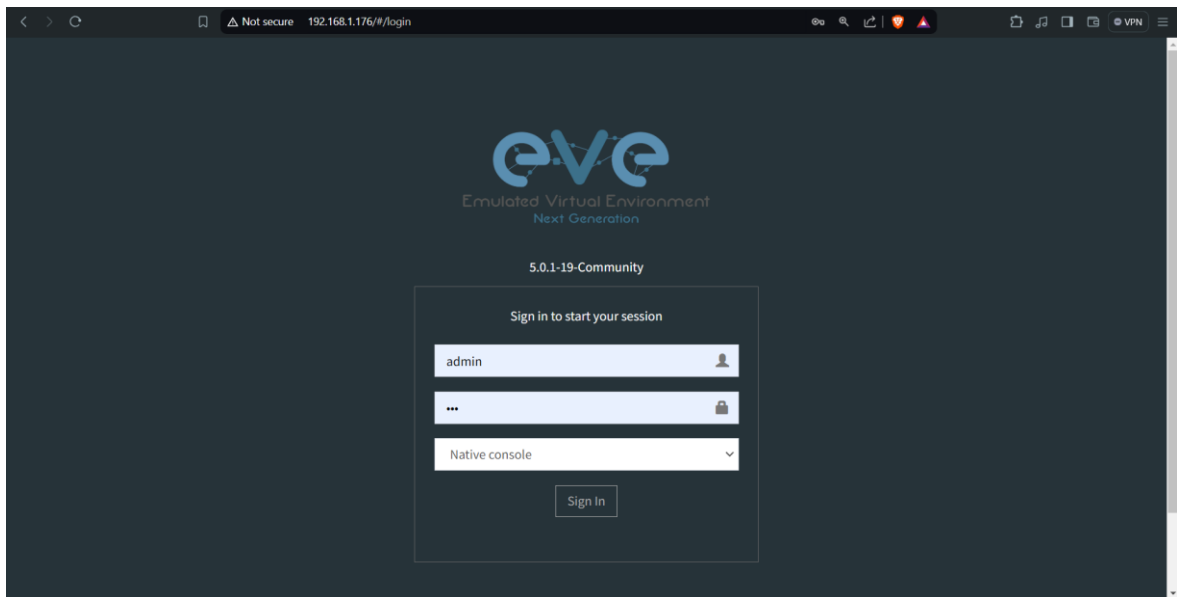 Not secure 192.168.1.176/#/login
VPN
eve
Emulated Virtual Environment
Next Generation
5.0.1-19-Community
Sign in to start your session
admin
•••
Native console
Sign In